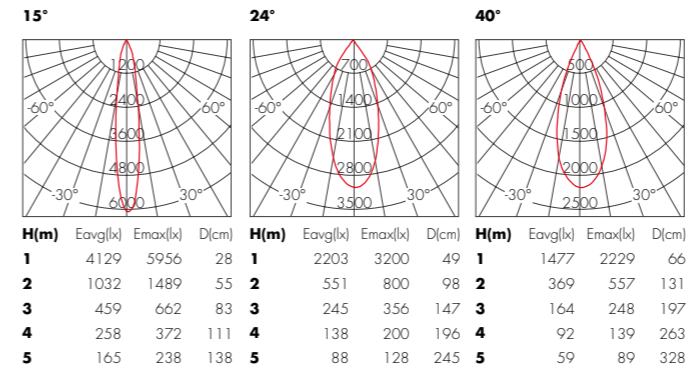 15° 24° 40°
1200 700 500
2400 1400 1000
-60° 60° -60° 60° -60° 60°
3600 2100 1500
4800 2800 2000
-30° 30° -30° 30° -30° 30°
6000 3500 2500
H(m) Eavg(lx) Emax(lx) D(cm) H(m) Eavg(lx) Emax(lx) D(cm) H(m) Eavg(lx) Emax(lx) D(cm)
1 4129 5956 28 1 2203 3200 49 1 1477 2229 66
2 1032 1489 55 2 551 800 98 2 369 557 131
3 459 662 83 3 245 356 147 3 164 248 197
4 258 372 111 4 138 200 196 4 92 139 263
5 165 238 138 5 88 128 245 5 59 89 328